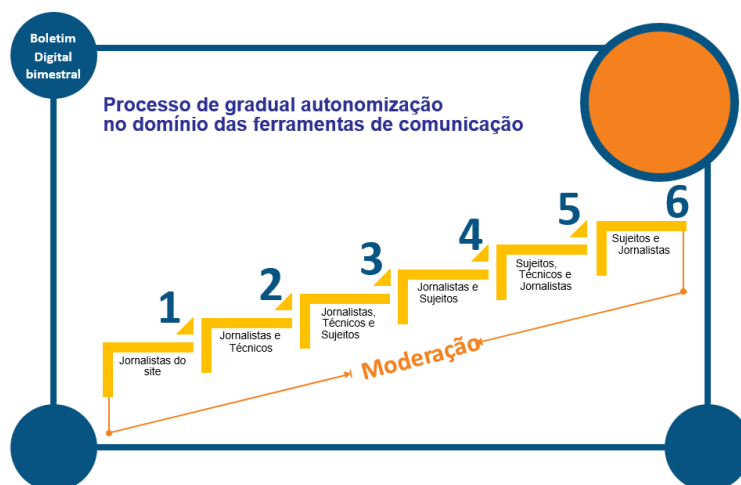 Boletim
Digital
bimestral
Processo de gradual autonomização
no domínio das ferramentas de comunicação
1
Jornalistas do
site
2
Jornalistas e
Técnicos
3
Jornalistas,
Técnicos e
Sujeitos
4
Jornalistas e
Sujeitos
5
Sujeitos,
Técnicos e
Jornalistas
6
Sujeitos e
Jornalistas
Moderação